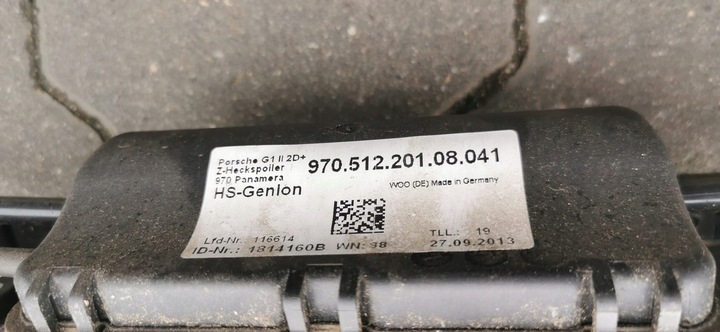 Porsche G1 II 2D+
Z-Heckspoiler
970 Panamera
970.512.201.08.041
HS-Genion
WOO (DE) Made in Germany
Lfd-Nr.: 116614
TLL.: 19
ID-Nr.: 1814160B WN: 38
27.09.2013